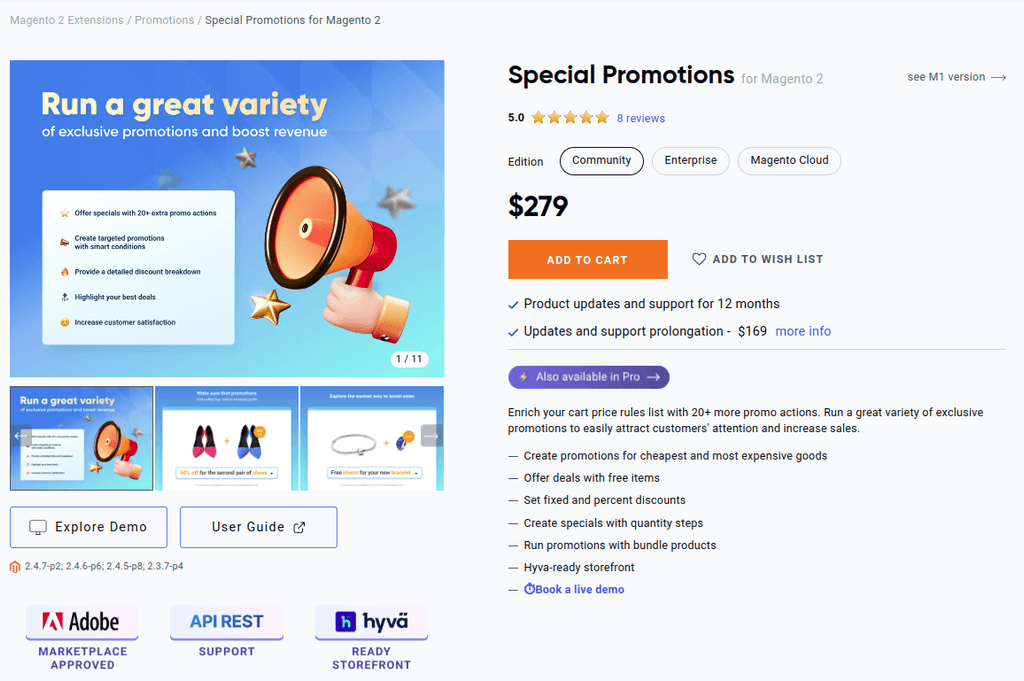 Magento 2 Extensions / Promotions / Special Promotions for Magento 2
Run a great variety
of exclusive promotions and boost revenue
Offer specials with 20+ extra promo actions
Create targeted promotions
with smart conditions
Provide a detailed discount breakdown
Highlight your best deals
Increase customer satisfaction
1 / 11
Run a great variety
of exclusive promotions and boost revenue
Make sure that promotions
50% off for the second pair of shoes
Explore the easiest way to boost sales
Free charm for your new bracelet
Explore Demo
User Guide
2.4.7-p2; 2.4.6-p6; 2.4.5-p8; 2.3.7-p4
Adobe
MARKETPLACE
APPROVED
API REST
SUPPORT
hyvä
READY
STOREFRONT
Special Promotions for Magento 2
see M1 version
5.0 8 reviews
Edition Community Enterprise Magento Cloud
$279
ADD TO CART
ADD TO WISH LIST
Product updates and support for 12 months
Updates and support prolongation - $169 more info
Also available in Pro
Enrich your cart price rules list with 20+ more promo actions. Run a great variety of exclusive
promotions to easily attract customers' attention and increase sales.
— Create promotions for cheapest and most expensive goods
— Offer deals with free items
— Set fixed and percent discounts
— Create specials with quantity steps
— Run promotions with bundle products
— Hyva-ready storefront
— Book a live demo